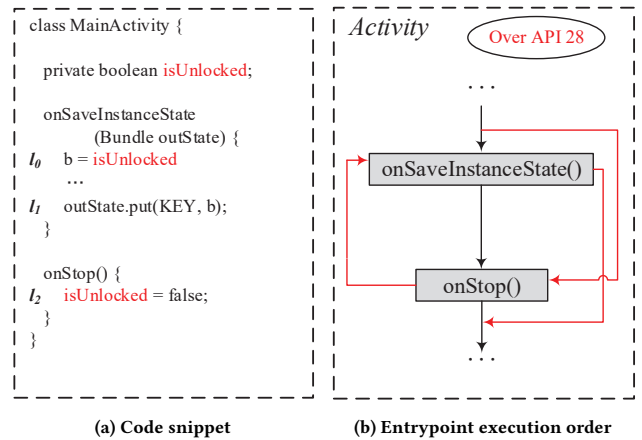 class MainActivity {
private boolean isUnlocked;
onSaveInstanceState
(Bundle outState) {
l0 b = isUnlocked
...
l1 outState.put(KEY, b);
}
onStop() {
l2 isUnlocked = false;
}
}
(a) Code snippet
Activity
Over API 28
...
onSaveInstanceState()
onStop()
...
(b) Entrypoint execution order